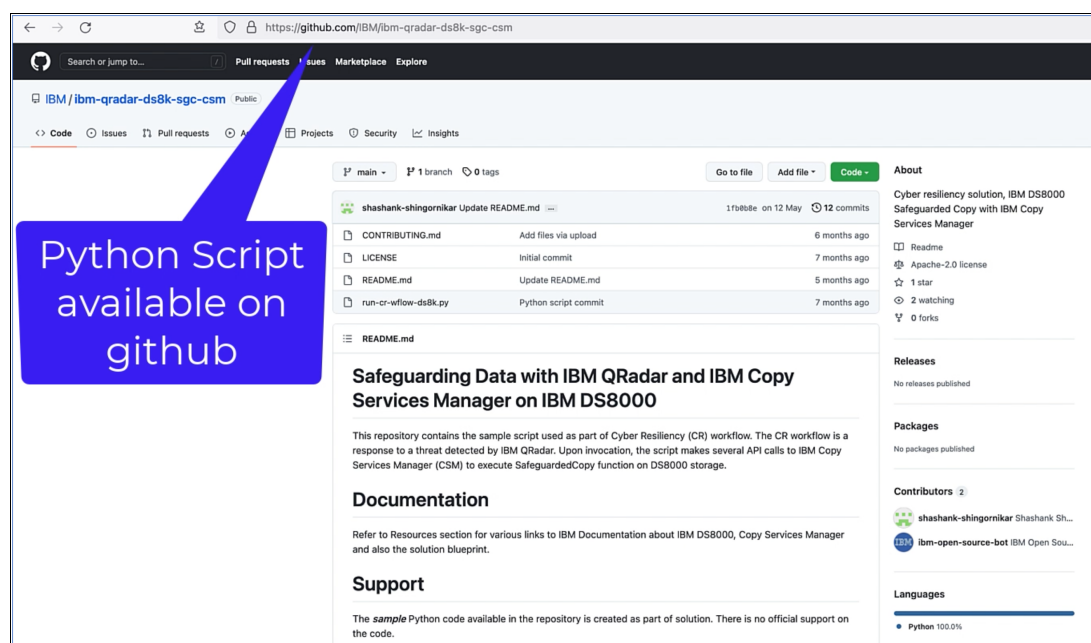 https://github.com/IBM/ibm-qradar-ds8k-sgc-csm
Search or jump to... /
Pull requests Issues Marketplace Explore
IBM / ibm-qradar-ds8k-sgc-csm Public
<> Code Issues Pull requests Projects Security Insights
main 1 branch 0 tags Go to file Add file Code
shashank-shingornikar Update README.md ... 1fb0b8e on 12 May 12 commits
CONTRIBUTING.md Add files via upload 6 months ago
LICENSE Initial commit 7 months ago
README.md Update README.md 5 months ago
run-cr-wflow-ds8k.py Python script commit 7 months ago
README.md
Safeguarding Data with IBM QRadar and IBM Copy
Services Manager on IBM DS8000
This repository contains the sample script used as part of Cyber Resiliency (CR) workflow. The CR workflow is a
response to a threat detected by IBM QRadar. Upon invocation, the script makes several API calls to IBM Copy
Services Manager (CSM) to execute SafeguardedCopy function on DS8000 storage.
Documentation
Refer to Resources section for various links to IBM Documentation about IBM DS8000, Copy Services Manager
and also the solution blueprint.
Support
The sample Python code available in the repository is created as part of solution. There is no official support on
the code.
About
Cyber resiliency solution, IBM DS8000
Safeguarded Copy with IBM Copy
Services Manager
Readme
Apache-2.0 license
1 star
2 watching
0 forks
Releases
No releases published
Packages
No packages published
Contributors 2
shashank-shingornikar Shashank Sh...
IBM
ibm-open-source-bot IBM Open Sou...
Languages
Python 100.0%
Python Script
available on
github